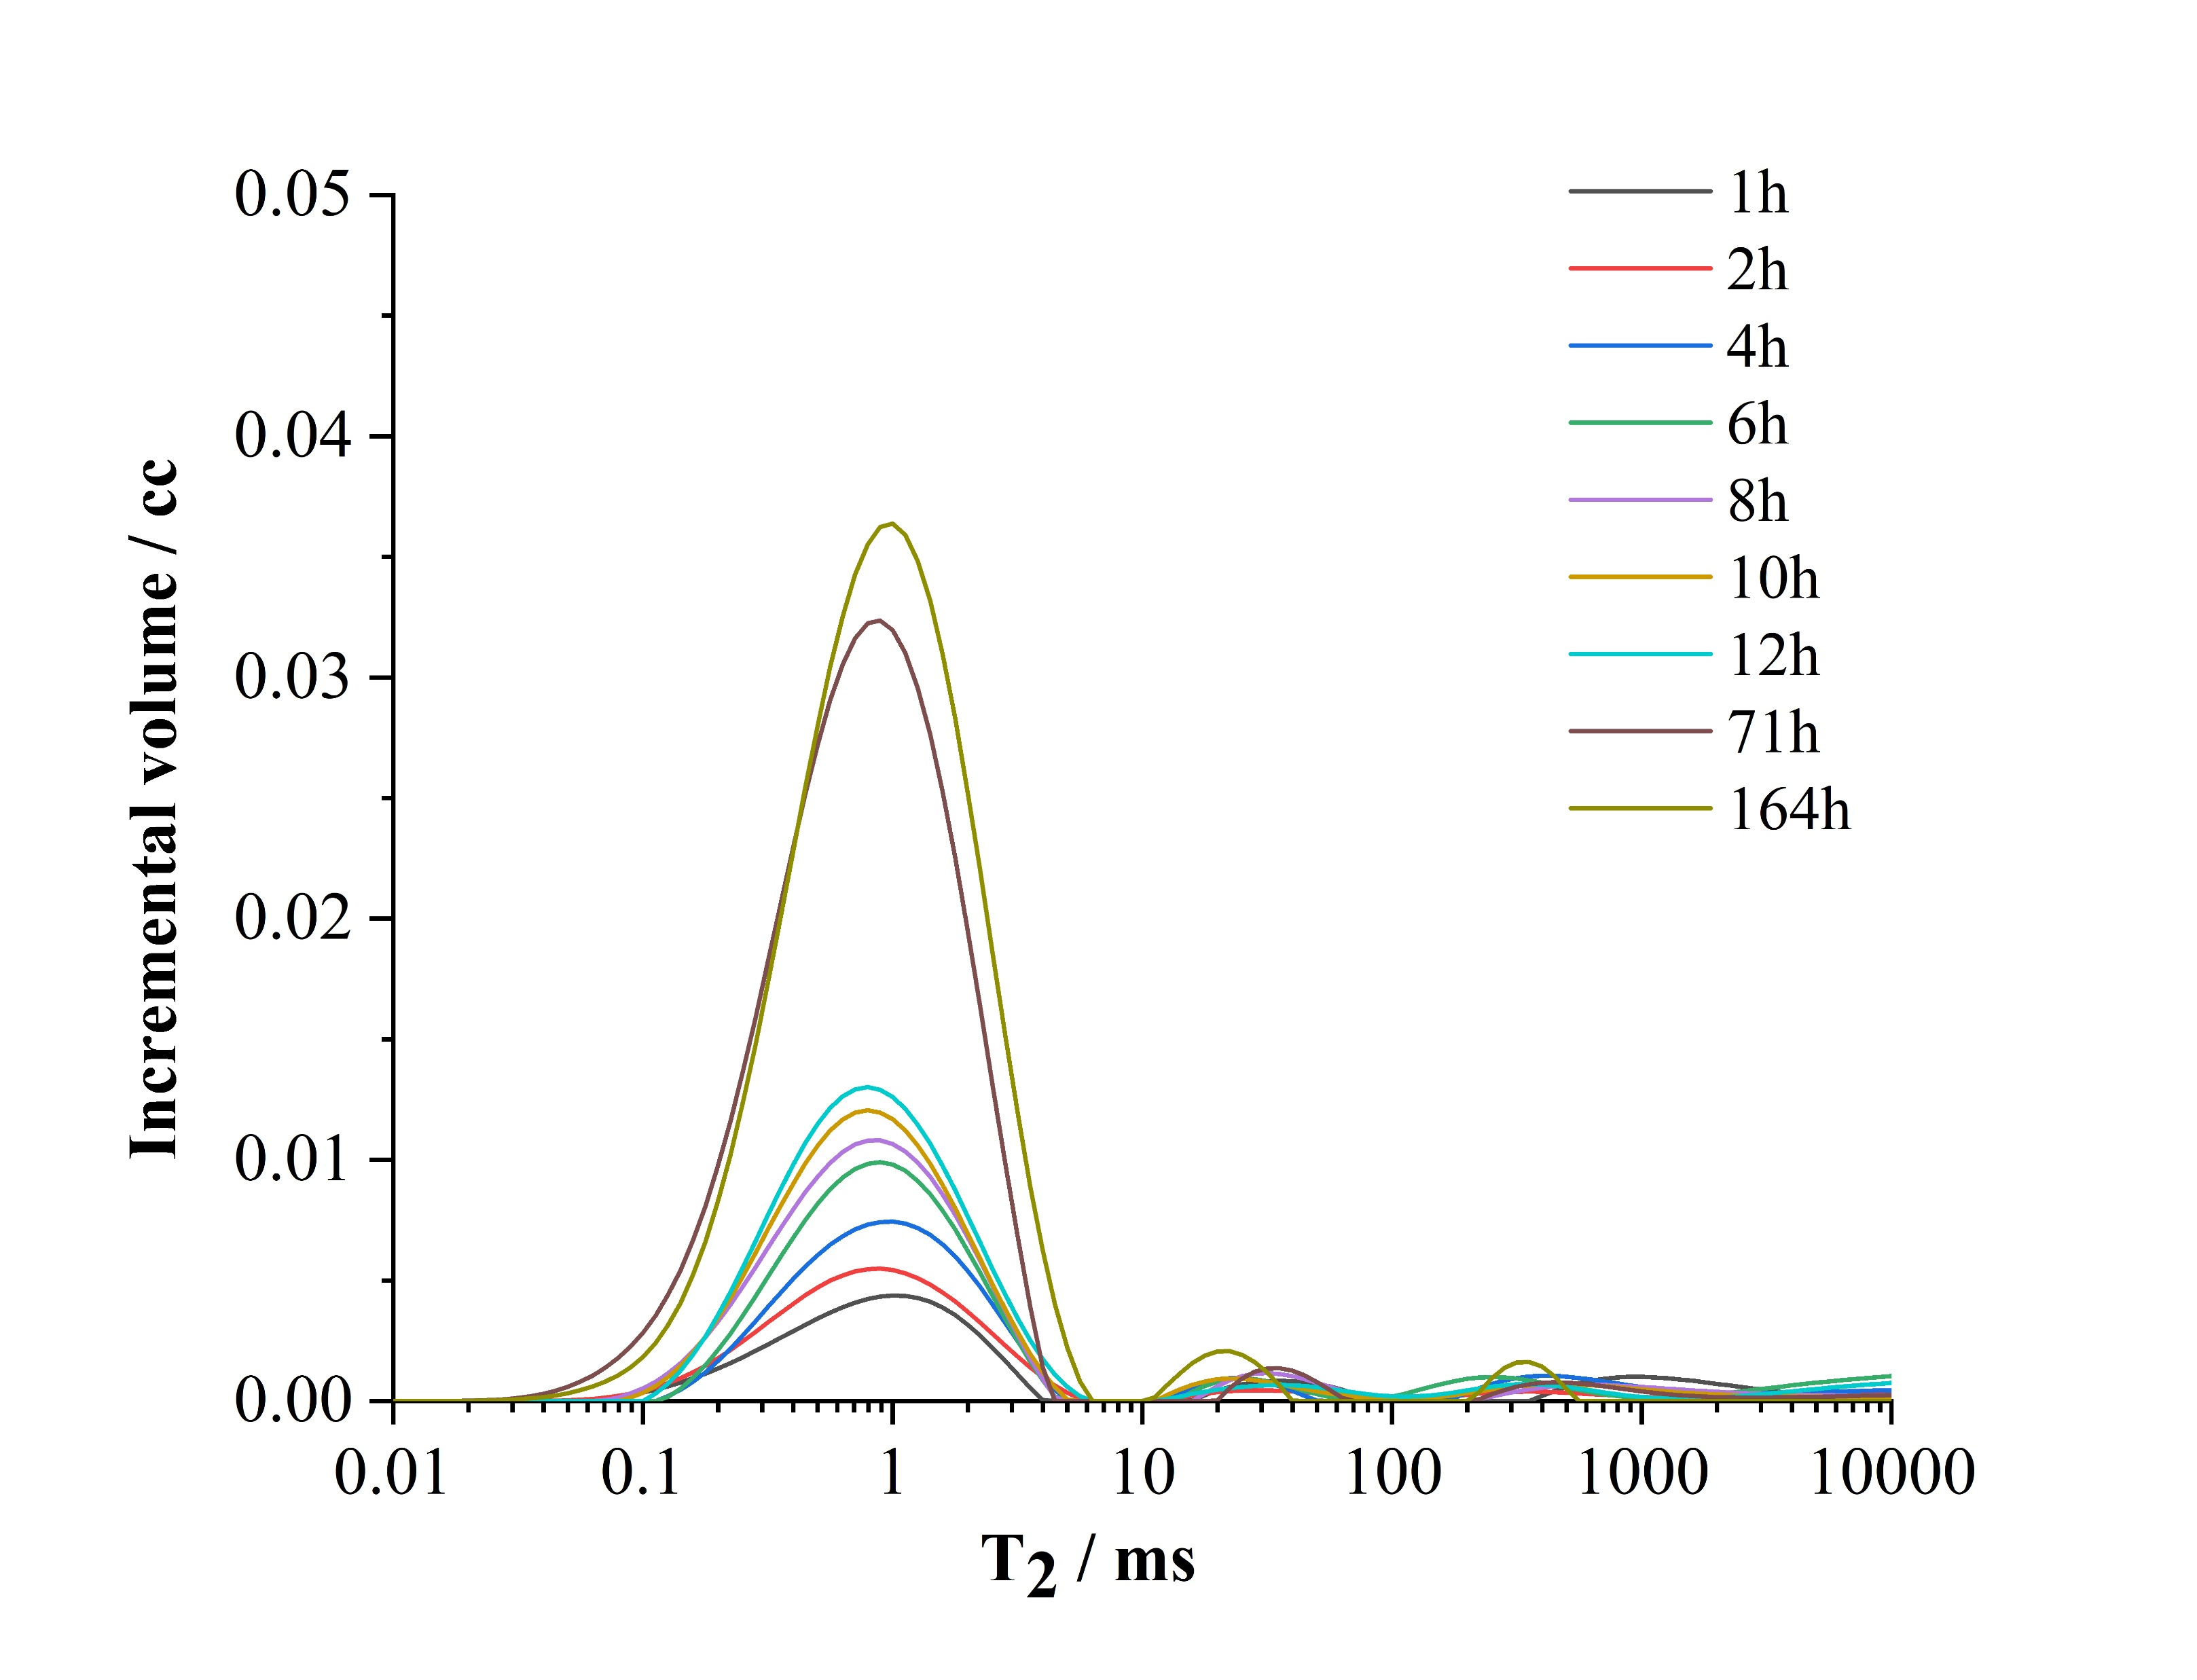 0.05
0.04
0.03
0.02
0.01
0.00
Incremental volume / cc
0.01 0.1 1 10 100 1000 10000
T₂ / ms
1h
2h
4h
6h
8h
10h
12h
71h
164h